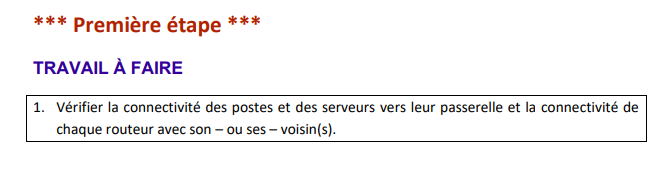 *** Première étape ***
TRAVAIL À FAIRE
1. Vérifier la connectivité des postes et des serveurs vers leur passerelle et la connectivité de
chaque routeur avec son – ou ses – voisin(s).